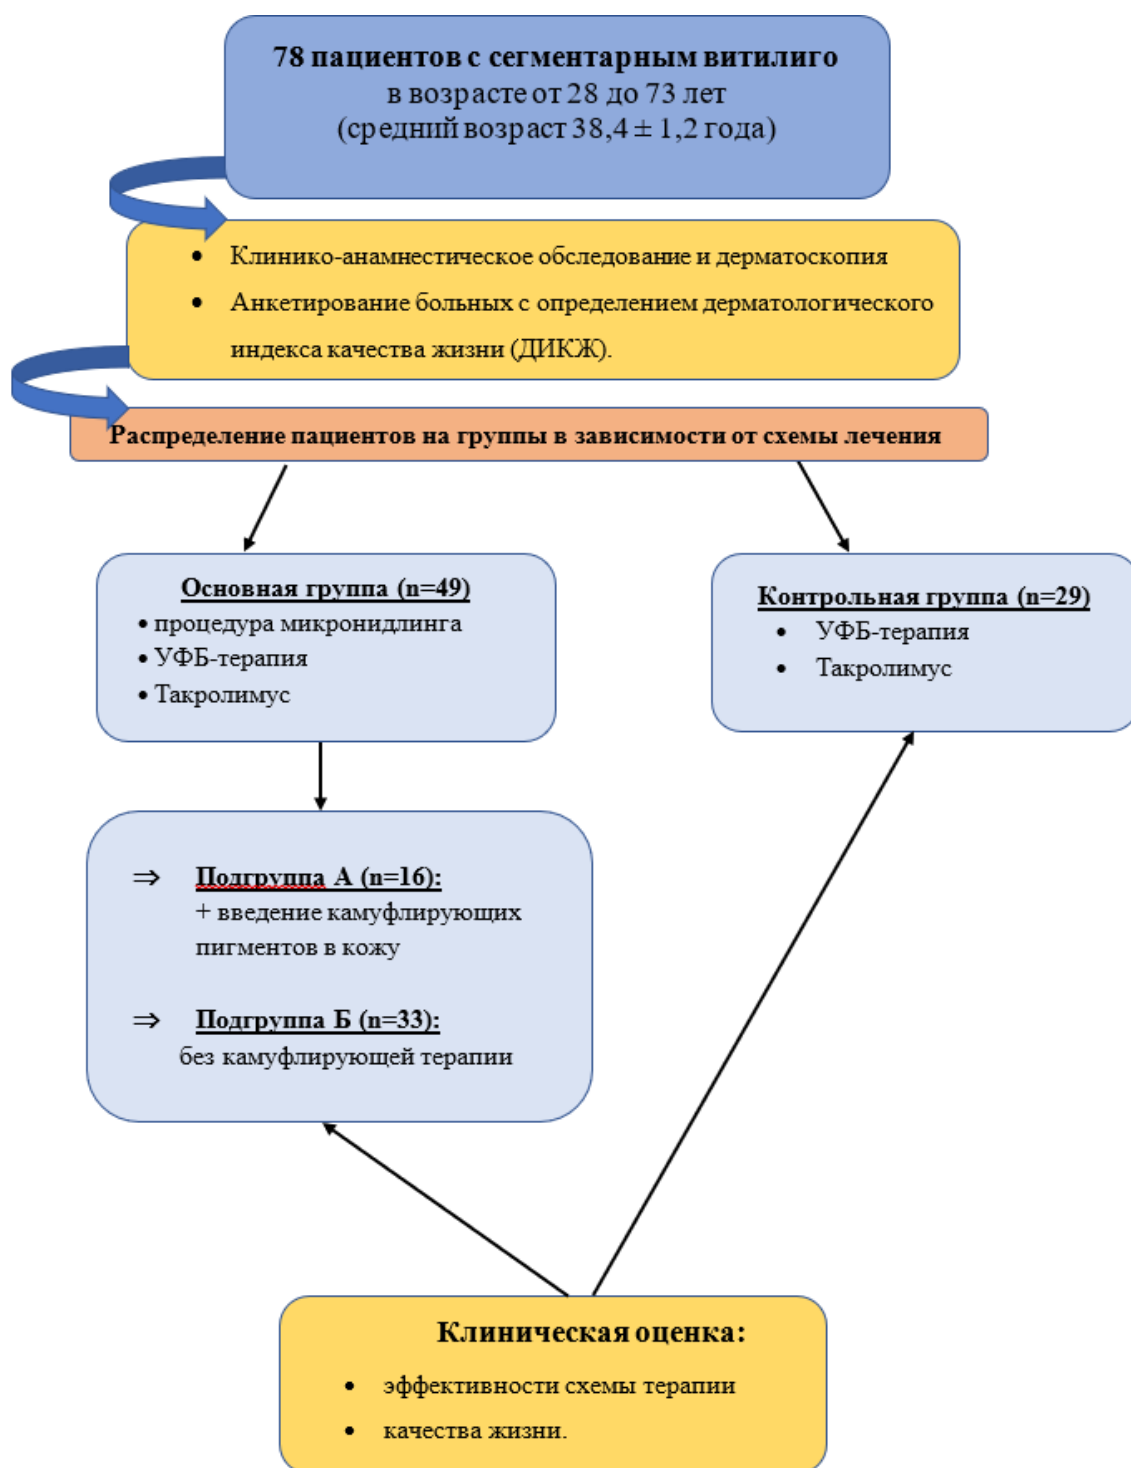 78 пациентов с сегментарным витилиго
в возрасте от 28 до 73 лет
(средний возраст 38,4 ± 1,2 года)
• Клинико-анамнестическое обследование и дерматоскопия
• Анкетирование больных с определением дерматологического
индекса качества жизни (ДИКЖ).
Распределение пациентов на группы в зависимости от схемы лечения
Основная группа (n=49)
• процедура микронидлинга
• УФБ-терапия
• Такролимус
Контрольная группа (n=29)
• УФБ-терапия
• Такролимус
⇒ Подгруппа А (n=16):
+ введение камуфлирующих
пигментов в кожу
⇒ Подгруппа Б (n=33):
без камуфлирующей терапии
Клиническая оценка:
• эффективности схемы терапии
• качества жизни.